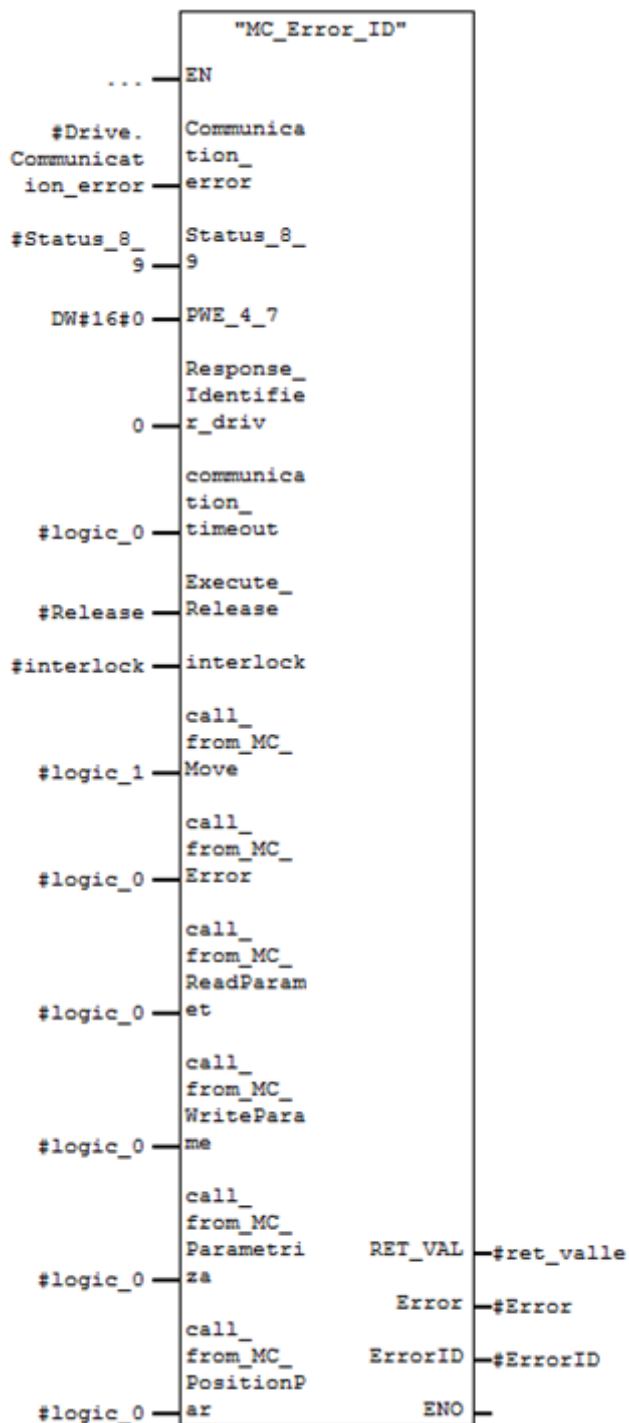 "MC_Error_ID"
... EN
#Drive. Communica
Communicat tion_
ion_error error
#Status_8_ Status_8_
9 9
DW#16#0 PWE_4_7
Response_
Identifie
0 r_driv
communica
tion_
#logic_0 timeout
Execute_
#Release Release
#interlock interlock
call_
from_MC_
#logic_1 Move
call_
from_MC_
#logic_0 Error
call_
from_MC_
ReadParam
#logic_0 et
call_
from_MC_
WritePara
#logic_0 me
call_
from_MC_
Parametri RET_VAL #ret_valle
#logic_0 za
Error #Error
call_
from_MC_ ErrorID #ErrorID
PositionP
#logic_0 ar ENO